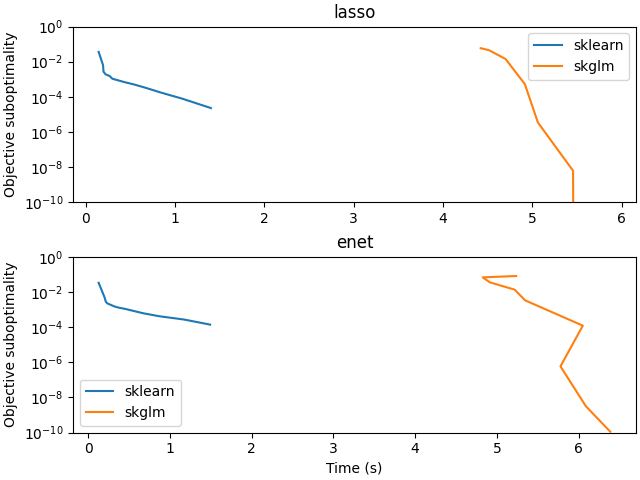 lasso
Objective suboptimality
10^0
10^-2
10^-4
10^-6
10^-8
10^-10
sklearn
skglm
0 1 2 3 4 5 6
enet
Objective suboptimality
10^0
10^-2
10^-4
10^-6
10^-8
10^-10
sklearn
skglm
0 1 2 3 4 5 6
Time (s)